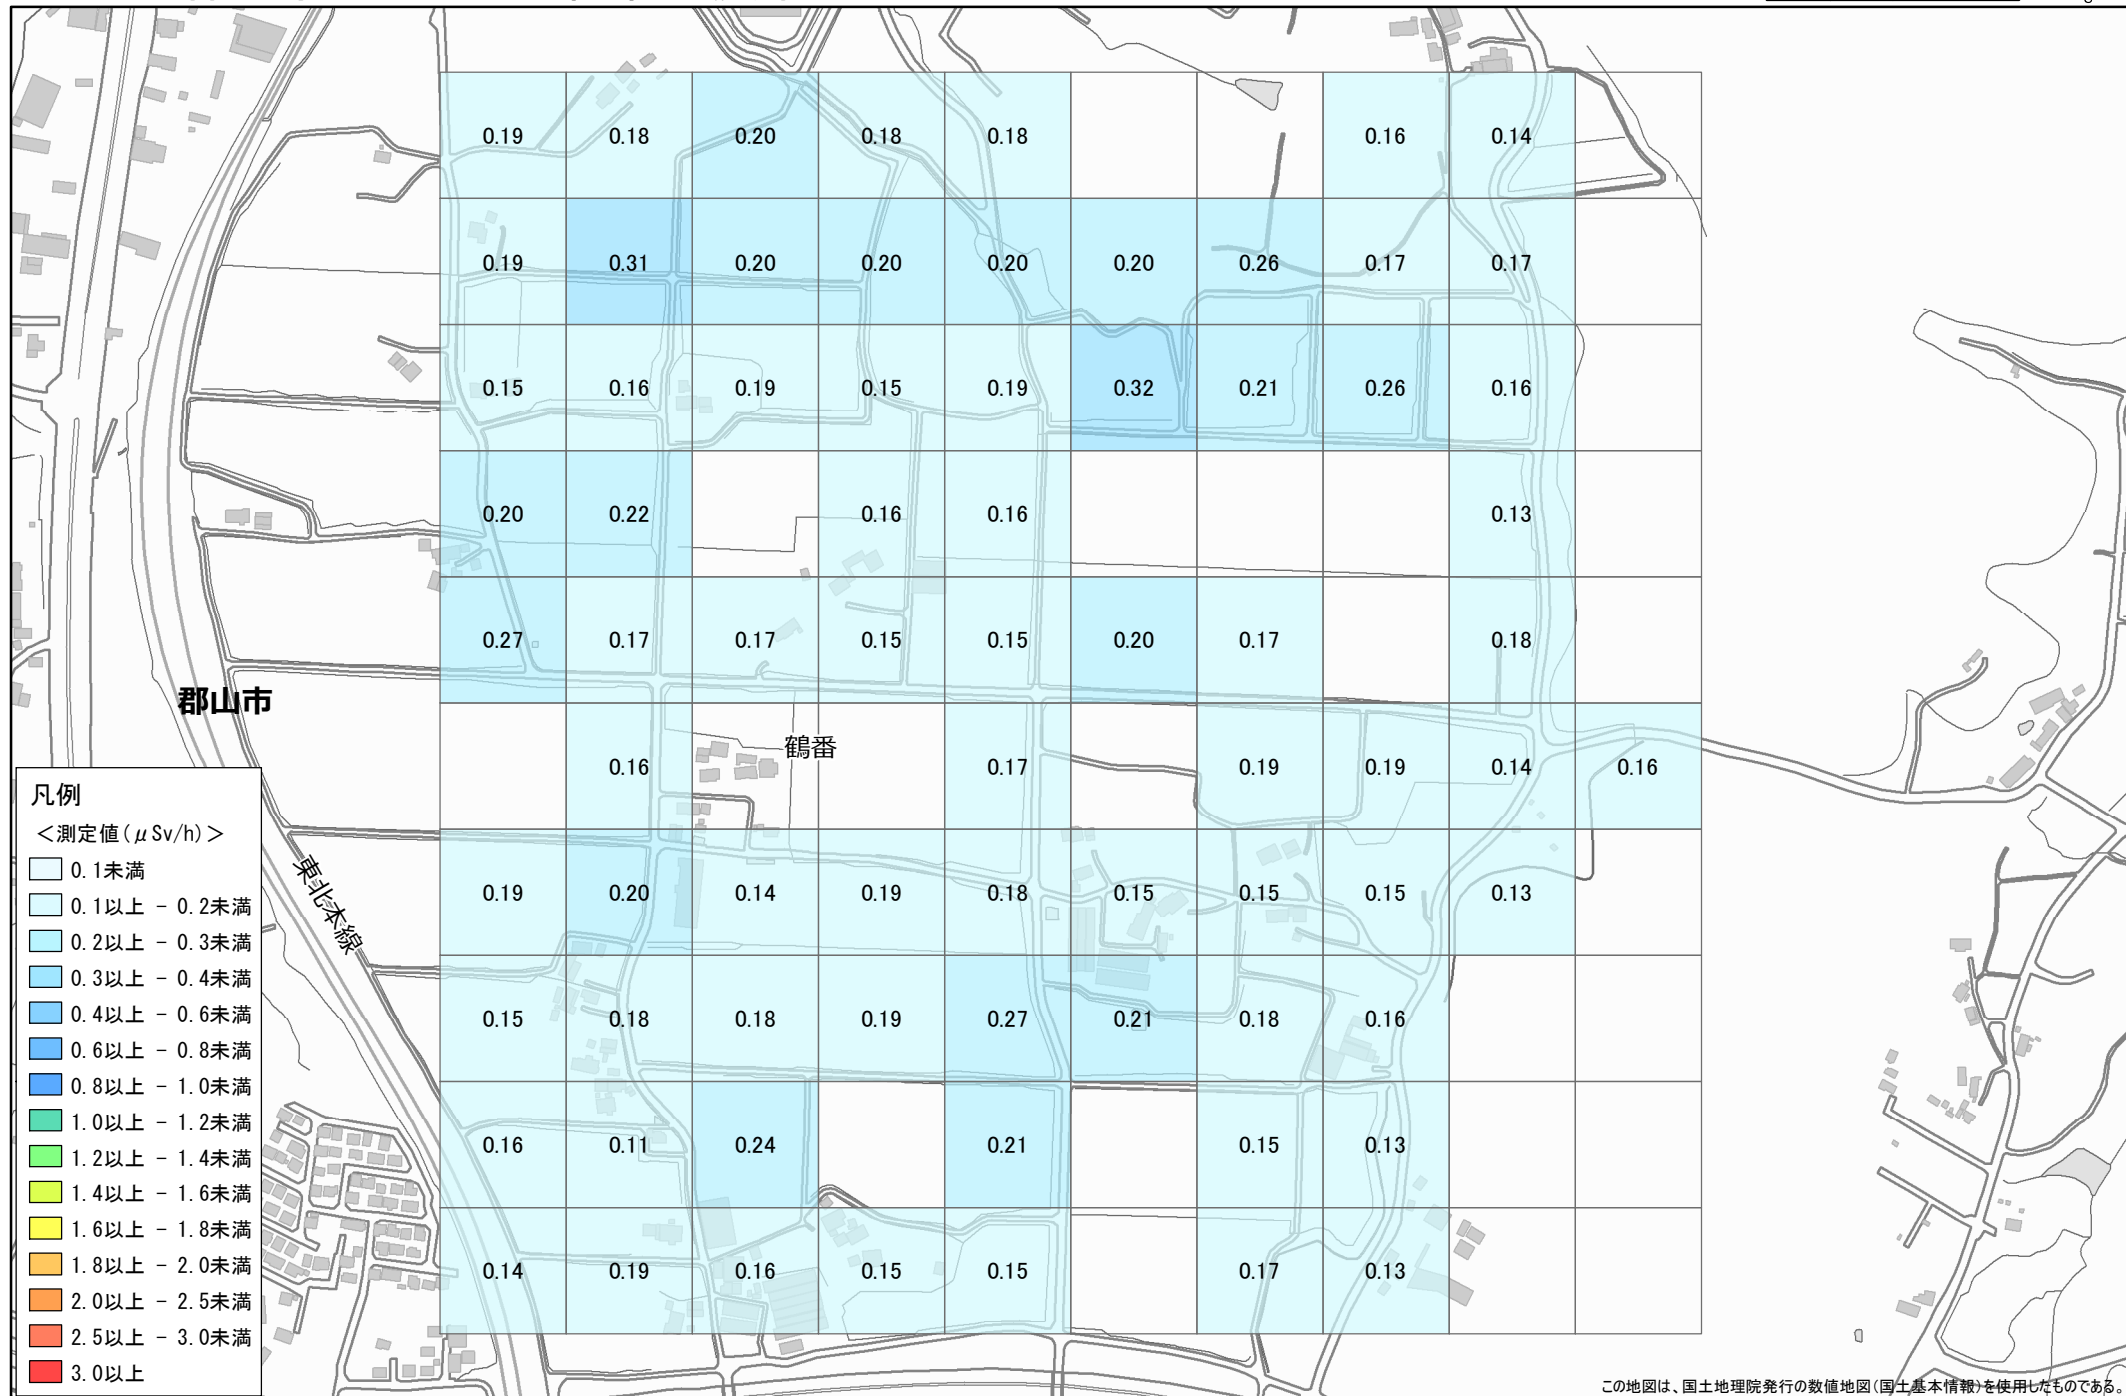 0.19 0.18 0.20 0.18 0.18 0.16 0.14
0.19 0.31 0.20 0.20 0.20 0.20 0.26 0.17 0.17
0.15 0.16 0.19 0.15 0.19 0.32 0.21 0.26 0.16
0.20 0.22 0.16 0.16 0.13
0.27 0.17 0.17 0.15 0.15 0.20 0.17 0.18
郡山市
鶴番
0.16 0.17 0.19 0.19 0.14 0.16
0.19 0.20 0.14 0.19 0.18 0.15 0.15 0.15 0.13
東北本線
0.15 0.18 0.18 0.19 0.27 0.21 0.18 0.16
0.16 0.11 0.24 0.21 0.15 0.13
0.14 0.19 0.16 0.15 0.15 0.17 0.13
凡例
＜測定値(μSv/h)＞
0.1未満
0.1以上 － 0.2未満
0.2以上 － 0.3未満
0.3以上 － 0.4未満
0.4以上 － 0.6未満
0.6以上 － 0.8未満
0.8以上 － 1.0未満
1.0以上 － 1.2未満
1.2以上 － 1.4未満
1.4以上 － 1.6未満
1.6以上 － 1.8未満
1.8以上 － 2.0未満
2.0以上 － 2.5未満
2.5以上 － 3.0未満
3.0以上
この地図は、国土地理院発行の数値地図(国土基本情報)を使用したものである。